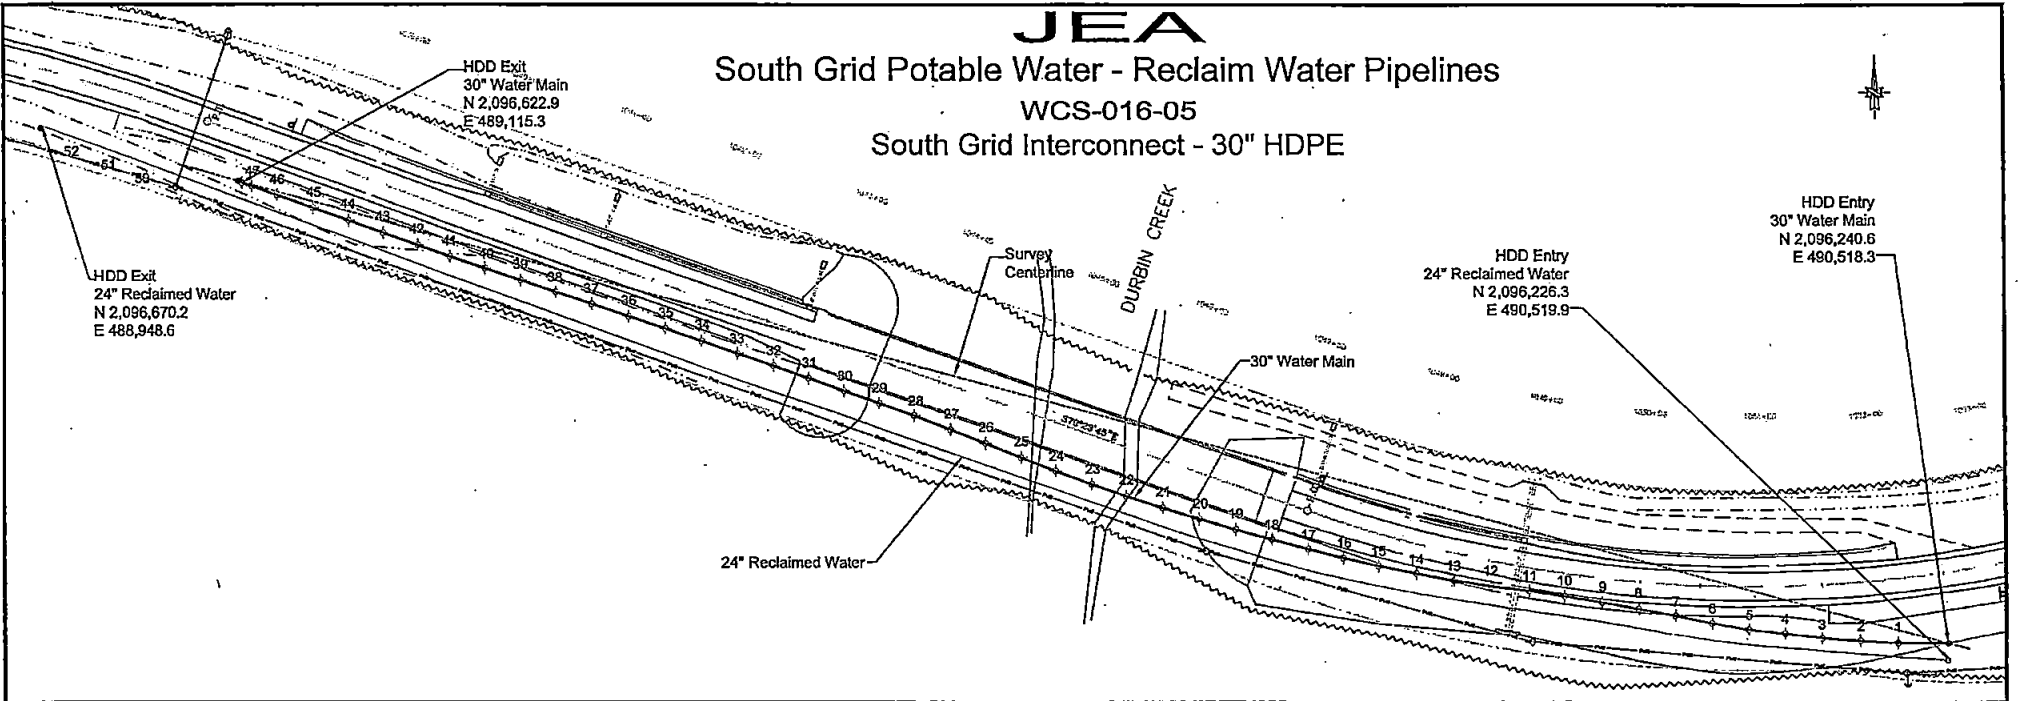 JEA
South Grid Potable Water - Reclaim Water Pipelines
WCS-016-05
South Grid Interconnect - 30" HDPE
HDD Exit
30" Water Main
N 2,096,622.9
E 489,115.3
HDD Exit
24" Reclaimed Water
N 2,096,670.2
E 488,948.6
Survey
Centerline
DURBIN CREEK
30" Water Main
24" Reclaimed Water
HDD Entry
24" Reclaimed Water
N 2,096,226.3
E 490,519.9
HDD Entry
30" Water Main
N 2,096,240.6
E 490,518.3
N
52
51
47
46
45
44
43
42
41
40
39
38
37
36
35
34
33
32
31
30
29
28
27
26
25
24
23
22
21
20
19
18
17
16
15
14
13
12
11
10
9
8
7
6
5
4
3
2
1